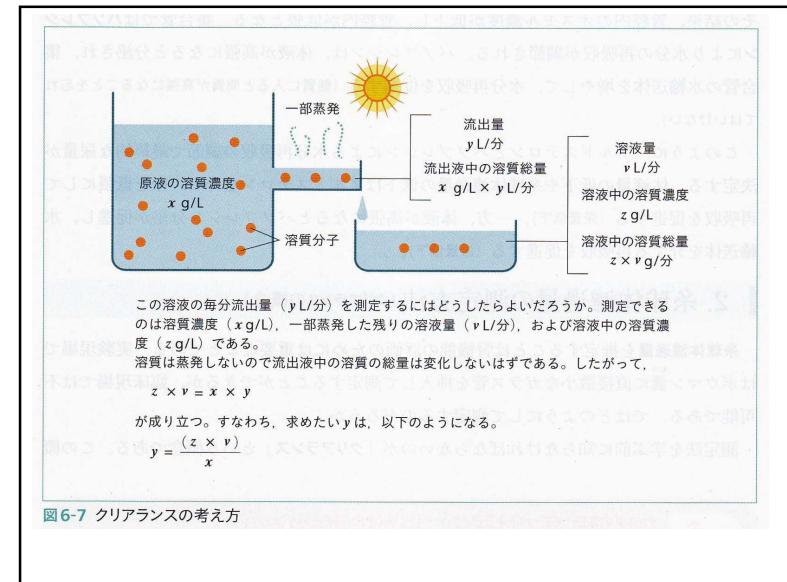 一部蒸発
原液の溶質濃度
x g/L
溶質分子
流出量
y L/分
流出液中の溶質総量
x g/L × y L/分
溶液量
v L/分
溶液中の溶質濃度
z g/L
溶液中の溶質総量
z × v g/分
この溶液の毎分流出量（y L/分）を測定するにはどうしたらよいだろうか。測定できる
のは溶質濃度（x g/L），一部蒸発した残りの溶液量（v L/分），および溶液中の溶質濃
度（z g/L）である。
溶質は蒸発しないので流出液中の溶質の総量は変化しないはずである。したがって，
z × v = x × y
が成り立つ。すなわち，求めたい y は，以下のようになる。
y = (z × v) / x
図6-7 クリアランスの考え方